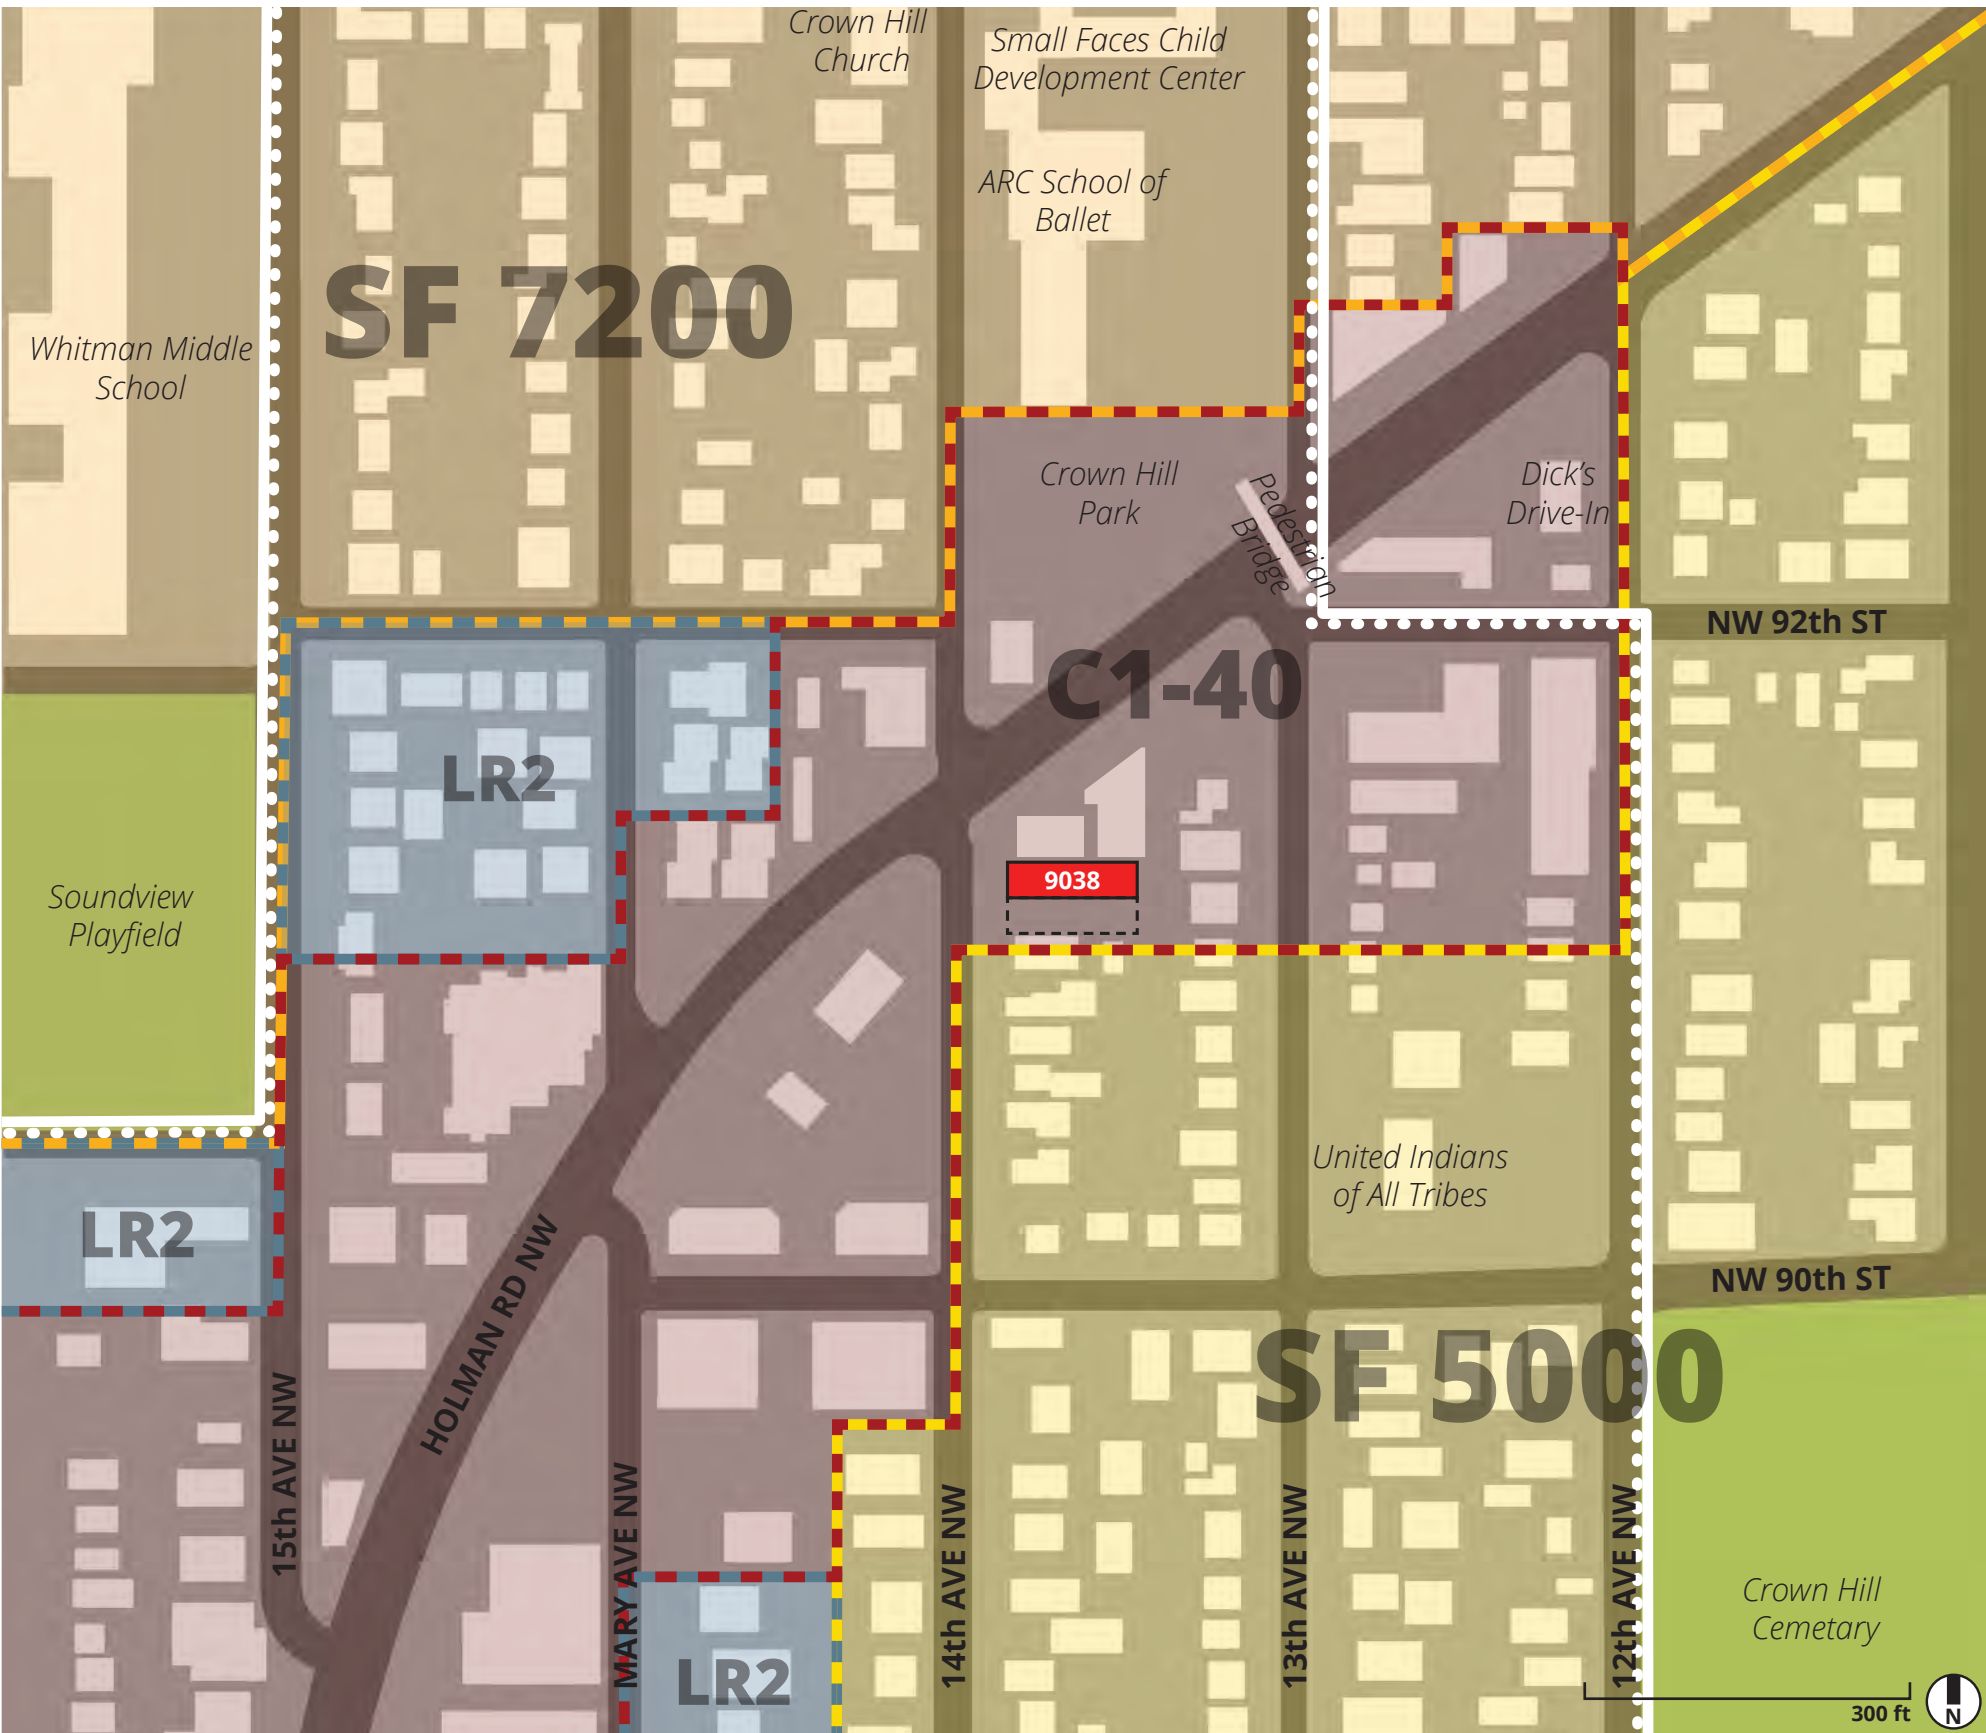 Crown Hill
Church
Small Faces Child
Development Center
ARC School of
Ballet
SF 7200
Whitman Middle
School
Crown Hill
Park
Pedestrian
Bridge
Dick's
Drive-In
NW 92th ST
C1-40
LR2
9038
Soundview
Playfield
United Indians
of All Tribes
LR2
HOLMAN RD NW
NW 90th ST
SF 5000
15th AVE NW
MARY AVE NW
14th AVE NW
13th AVE NW
12th AVE NW
Crown Hill
Cemetary
LR2
300 ft
N